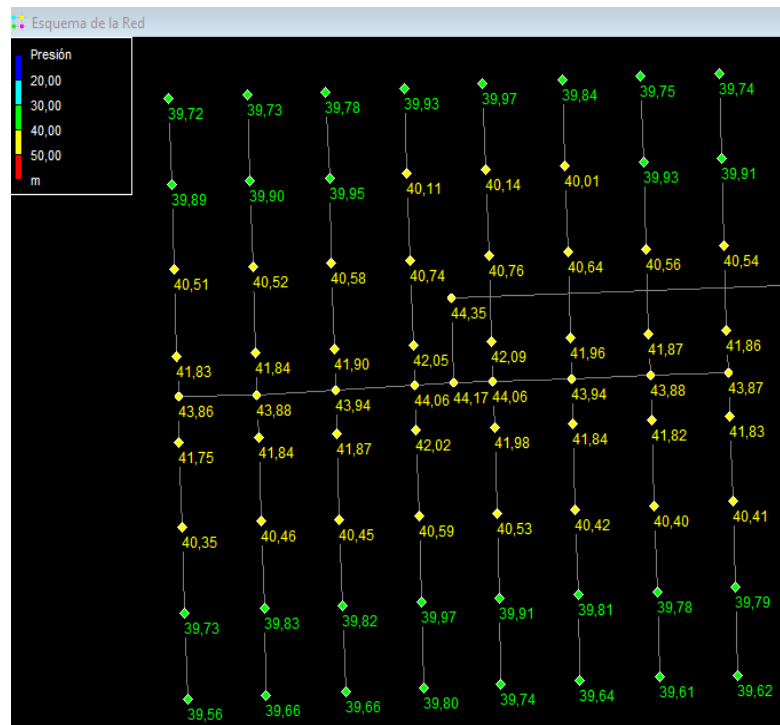 Esquema de la Red
Presión
20,00
30,00
40,00
50,00
m
39,72 39,73 39,78 39,93 39,97 39,84 39,75 39,74
39,89 39,90 39,95 40,11 40,14 40,01 39,93 39,91
40,51 40,52 40,58 40,74 40,76 40,64 40,56 40,54
44,35
41,83 41,84 41,90 42,05 42,09 41,96 41,87 41,86
43,86 43,88 43,94 44,06 44,17 44,06 43,94 43,88 43,87
41,75 41,84 41,87 42,02 41,98 41,84 41,82 41,83
40,35 40,46 40,45 40,59 40,53 40,42 40,40 40,41
39,73 39,83 39,82 39,97 39,91 39,81 39,78 39,79
39,56 39,66 39,66 39,80 39,74 39,64 39,61 39,62